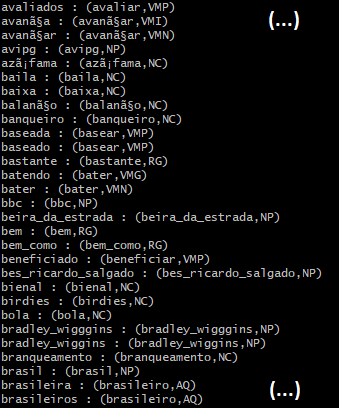 avaliados : (avaliar,VMP)
(...)
avanã§a : (avanã§ar,VMI)
avanã§ar : (avanã§ar,VMN)
avipg : (avipg,NP)
azã¡fama : (azã¡fama,NC)
baila : (baila,NC)
baixa : (baixa,NC)
balanã§o : (balanã§o,NC)
banqueiro : (banqueiro,NC)
baseada : (basear,VMP)
baseado : (basear,VMP)
bastante : (bastante,RG)
batendo : (bater,VMG)
bater : (bater,VMN)
bbc : (bbc,NP)
beira_da_estrada : (beira_da_estrada,NP)
bem : (bem,RG)
bem_como : (bem_como,RG)
beneficiado : (beneficiar,VMP)
bes_ricardo_salgado : (bes_ricardo_salgado,NP)
bienal : (bienal,NC)
birdies : (birdies,NC)
bola : (bola,NC)
bradley_wigggins : (bradley_wigggins,NP)
bradley_wiggins : (bradley_wiggins,NP)
branqueamento : (branqueamento,NC)
brasil : (brasil,NP)
brasileira : (brasileiro,AQ)
(...)
brasileiros : (brasileiro,AQ)